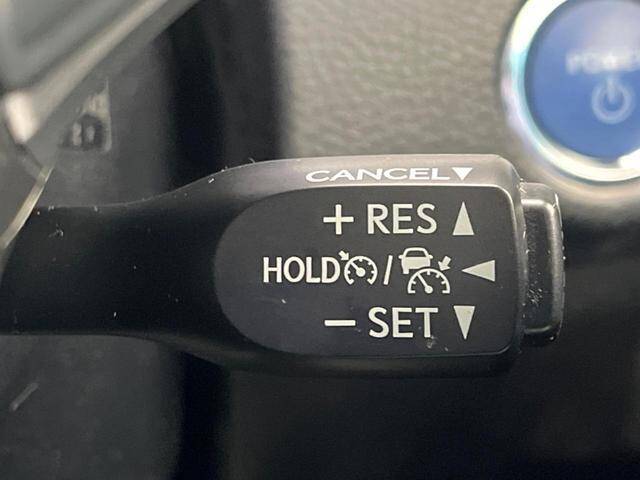 POWER
CANCEL▼
+ RES ▲
HOLD / ◀
− SET ▼